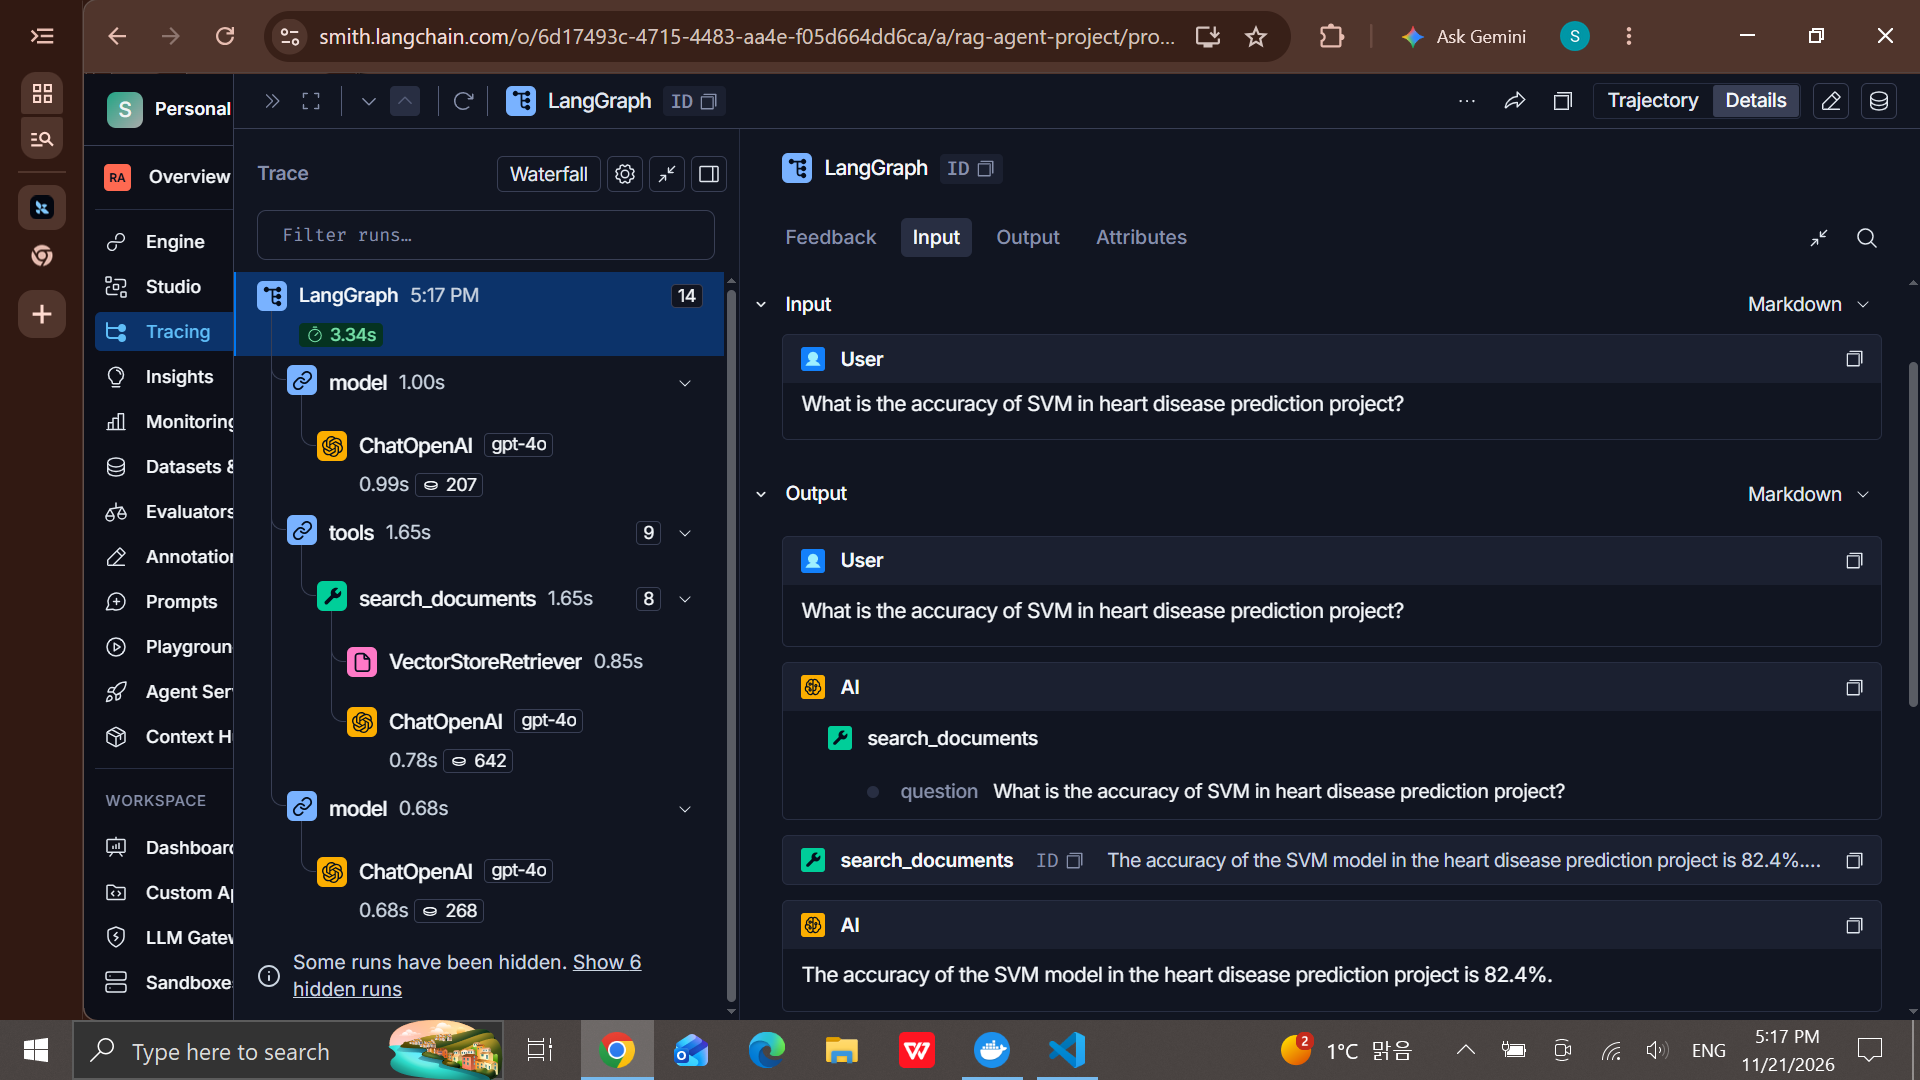 smith.langchain.com/o/6d17493c-4715-4483-aa4e-f05d664dd6ca/a/rag-agent-project/pro...
Ask Gemini
S
S
Personal
RA
Overview
Engine
Studio
Tracing
Insights
Monitoring
Datasets &
Evaluators
Annotation
Prompts
Playgroun
Agent Ser
Context H
WORKSPACE
Dashboard
Custom A
LLM Gatew
Sandboxe
LangGraph
ID
Trajectory
Details
Trace
Waterfall
Filter runs…
LangGraph 5:17 PM
14
3.34s
model 1.00s
ChatOpenAI gpt-4o
0.99s 207
tools 1.65s
9
search_documents 1.65s
8
VectorStoreRetriever 0.85s
ChatOpenAI gpt-4o
0.78s 642
model 0.68s
ChatOpenAI gpt-4o
0.68s 268
Some runs have been hidden. Show 6
hidden runs
LangGraph ID
Feedback
Input
Output
Attributes
Input
Markdown
User
What is the accuracy of SVM in heart disease prediction project?
Output
Markdown
User
What is the accuracy of SVM in heart disease prediction project?
AI
search_documents
question What is the accuracy of SVM in heart disease prediction project?
search_documents ID The accuracy of the SVM model in the heart disease prediction project is 82.4%....
AI
The accuracy of the SVM model in the heart disease prediction project is 82.4%.
Type here to search
2
1°C 맑음
ENG
5:17 PM
11/21/2026